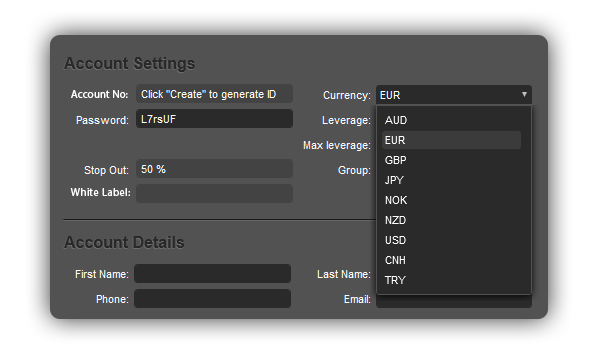 Account Settings
Account No: Click "Create" to generate ID Currency: EUR
Password: L7rsUF Leverage:
Max leverage:
Stop Out: 50 % Group:
White Label:
AUD
EUR
GBP
JPY
NOK
NZD
USD
CNH
TRY
Account Details
First Name: Last Name:
Phone: Email: